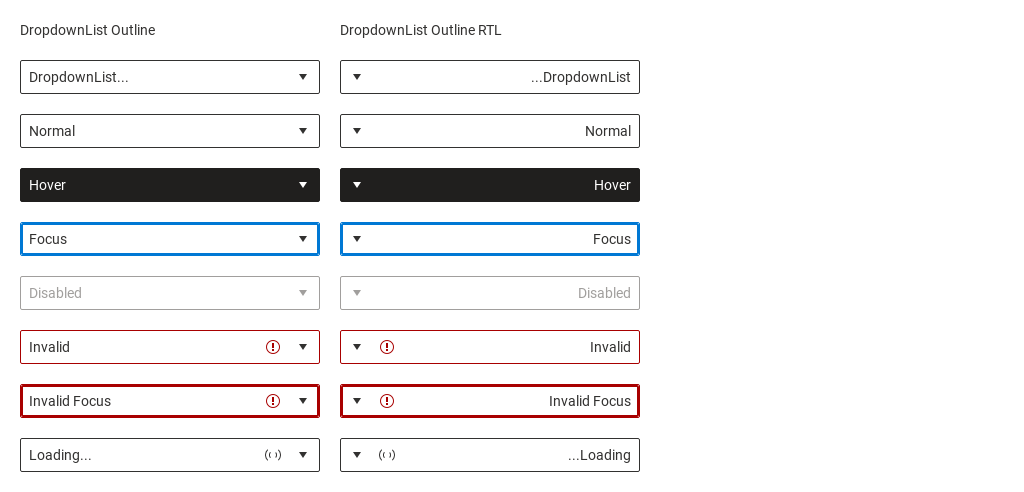 DropdownList Outline
DropdownList Outline RTL
DropdownList...
...DropdownList
Normal
Normal
Hover
Hover
Focus
Focus
Disabled
Disabled
Invalid
Invalid
Invalid Focus
Invalid Focus
Loading...
...Loading